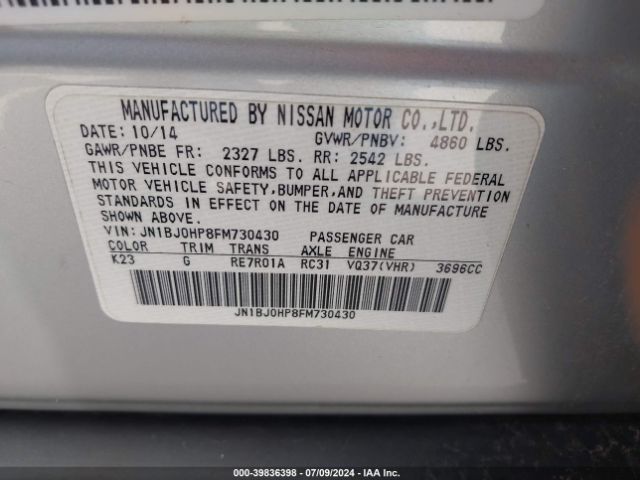 MANUFACTURED BY NISSAN MOTOR CO.,LTD.
DATE: 10/14 GVWR/PNBV: 4860 LBS.
GAWR/PNBE FR: 2327 LBS. RR: 2542 LBS.
THIS VEHICLE CONFORMS TO ALL APPLICABLE FEDERAL
MOTOR VEHICLE SAFETY,BUMPER,AND THEFT PREVENTION
STANDARDS IN EFFECT ON THE DATE OF MANUFACTURE
SHOWN ABOVE.
VIN: JN1BJ0HP8FM730430 PASSENGER CAR
COLOR TRIM TRANS AXLE ENGINE
K23 G RE7R01A RC31 VQ37(VHR) 3696CC
JN1BJ0HP8FM730430
000-39836398 | 07/09/2024 - IAA Inc.